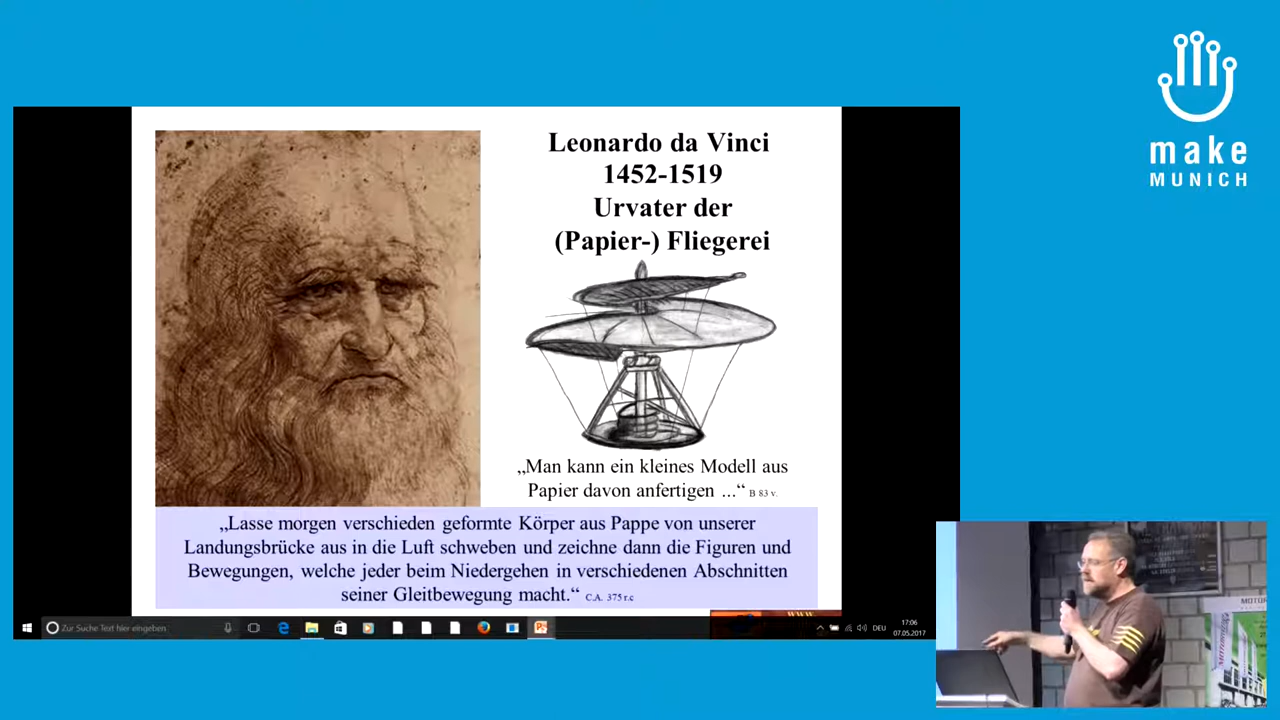 make
MUNICH
Leonardo da Vinci
1452-1519
Urvater der
(Papier-) Fliegerei
„Man kann ein kleines Modell aus
Papier davon anfertigen ...“ B 83 v.
„Lasse morgen verschieden geformte Körper aus Pappe von unserer
Landungsbrücke aus in die Luft schweben und zeichne dann die Figuren und
Bewegungen, welche jeder beim Niedergehen in verschiedenen Abschnitten
seiner Gleitbewegung macht.“ C.A. 375 r.c
WWW.
Zur Suche Text hier eingeben
DEU
17:06
07.05.2017
MOTOR